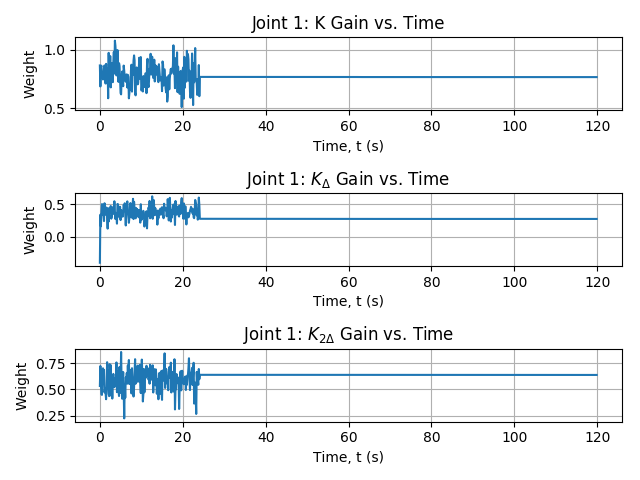 Joint 1: K Gain vs. Time
1.0
0.5
Weight
0 20 40 60 80 100 120
Time, t (s)
Joint 1: K_Δ Gain vs. Time
0.5
0.0
Weight
0 20 40 60 80 100 120
Time, t (s)
Joint 1: K_2Δ Gain vs. Time
0.75
0.50
0.25
Weight
0 20 40 60 80 100 120
Time, t (s)